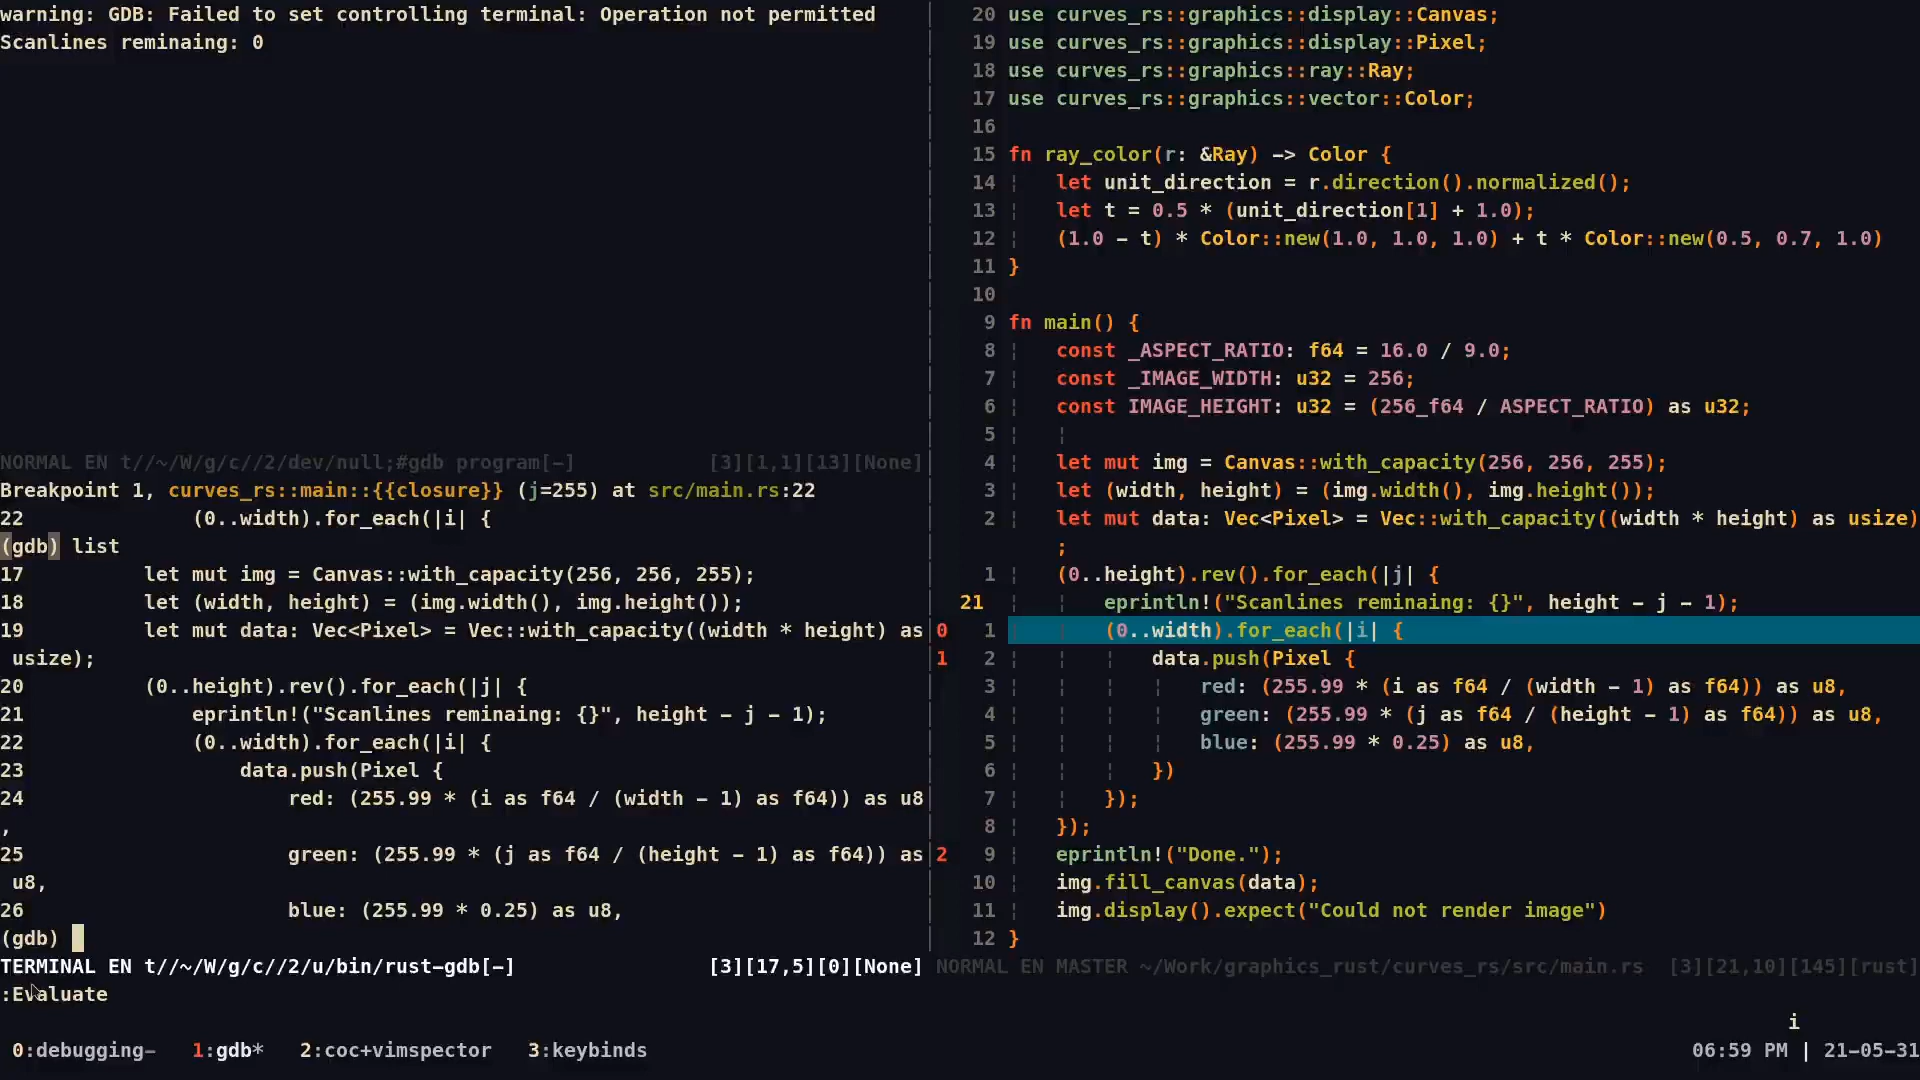 warning: GDB: Failed to set controlling terminal: Operation not permitted
Scanlines reminaing: 0
NORMAL EN t//~/W/g/c//2/dev/null;#gdb program[-] [3][1,1][13][None]
Breakpoint 1, curves_rs::main::{{closure}} (j=255) at src/main.rs:22
22              (0..width).for_each(|i| {
(gdb) list
17          let mut img = Canvas::with_capacity(256, 256, 255);
18          let (width, height) = (img.width(), img.height());
19          let mut data: Vec<Pixel> = Vec::with_capacity((width * height) as
 usize);
20          (0..height).rev().for_each(|j| {
21              eprintln!("Scanlines reminaing: {}", height - j - 1);
22              (0..width).for_each(|i| {
23                  data.push(Pixel {
24                      red: (255.99 * (i as f64 / (width - 1) as f64)) as u8
,
25                      green: (255.99 * (j as f64 / (height - 1) as f64)) as
 u8,
26                      blue: (255.99 * 0.25) as u8,
(gdb)
TERMINAL EN t//~/W/g/c//2/u/bin/rust-gdb[-] [3][17,5][0][None]
20 use curves_rs::graphics::display::Canvas;
19 use curves_rs::graphics::display::Pixel;
18 use curves_rs::graphics::ray::Ray;
17 use curves_rs::graphics::vector::Color;
16
15 fn ray_color(r: &Ray) -> Color {
14 ¦   let unit_direction = r.direction().normalized();
13 ¦   let t = 0.5 * (unit_direction[1] + 1.0);
12 ¦   (1.0 - t) * Color::new(1.0, 1.0, 1.0) + t * Color::new(0.5, 0.7, 1.0)
11 }
10
9 fn main() {
8 ¦   const _ASPECT_RATIO: f64 = 16.0 / 9.0;
7 ¦   const _IMAGE_WIDTH: u32 = 256;
6 ¦   const IMAGE_HEIGHT: u32 = (256_f64 / ASPECT_RATIO) as u32;
5 ¦   ¦
4 ¦   let mut img = Canvas::with_capacity(256, 256, 255);
3 ¦   let (width, height) = (img.width(), img.height());
2 ¦   let mut data: Vec<Pixel> = Vec::with_capacity((width * height) as usize)
;
1 ¦   (0..height).rev().for_each(|j| {
21 ¦   ¦   eprintln!("Scanlines reminaing: {}", height - j - 1);
0 1 ¦   ¦   (0..width).for_each(|i| {
1 2 ¦   ¦   ¦   data.push(Pixel {
3 ¦   ¦   ¦   ¦   red: (255.99 * (i as f64 / (width - 1) as f64)) as u8,
4 ¦   ¦   ¦   ¦   green: (255.99 * (j as f64 / (height - 1) as f64)) as u8,
5 ¦   ¦   ¦   ¦   blue: (255.99 * 0.25) as u8,
6 ¦   ¦   ¦   })
7 ¦   ¦   });
8 ¦   });
2 9 ¦   eprintln!("Done.");
10 ¦   img.fill_canvas(data);
11 ¦   img.display().expect("Could not render image")
12 }
NORMAL EN MASTER ~/Work/graphics_rust/curves_rs/src/main.rs [3][21,10][145][rust]
:Evaluate
i
0:debugging- 1:gdb* 2:coc+vimspector 3:keybinds 06:59 PM | 21-05-31